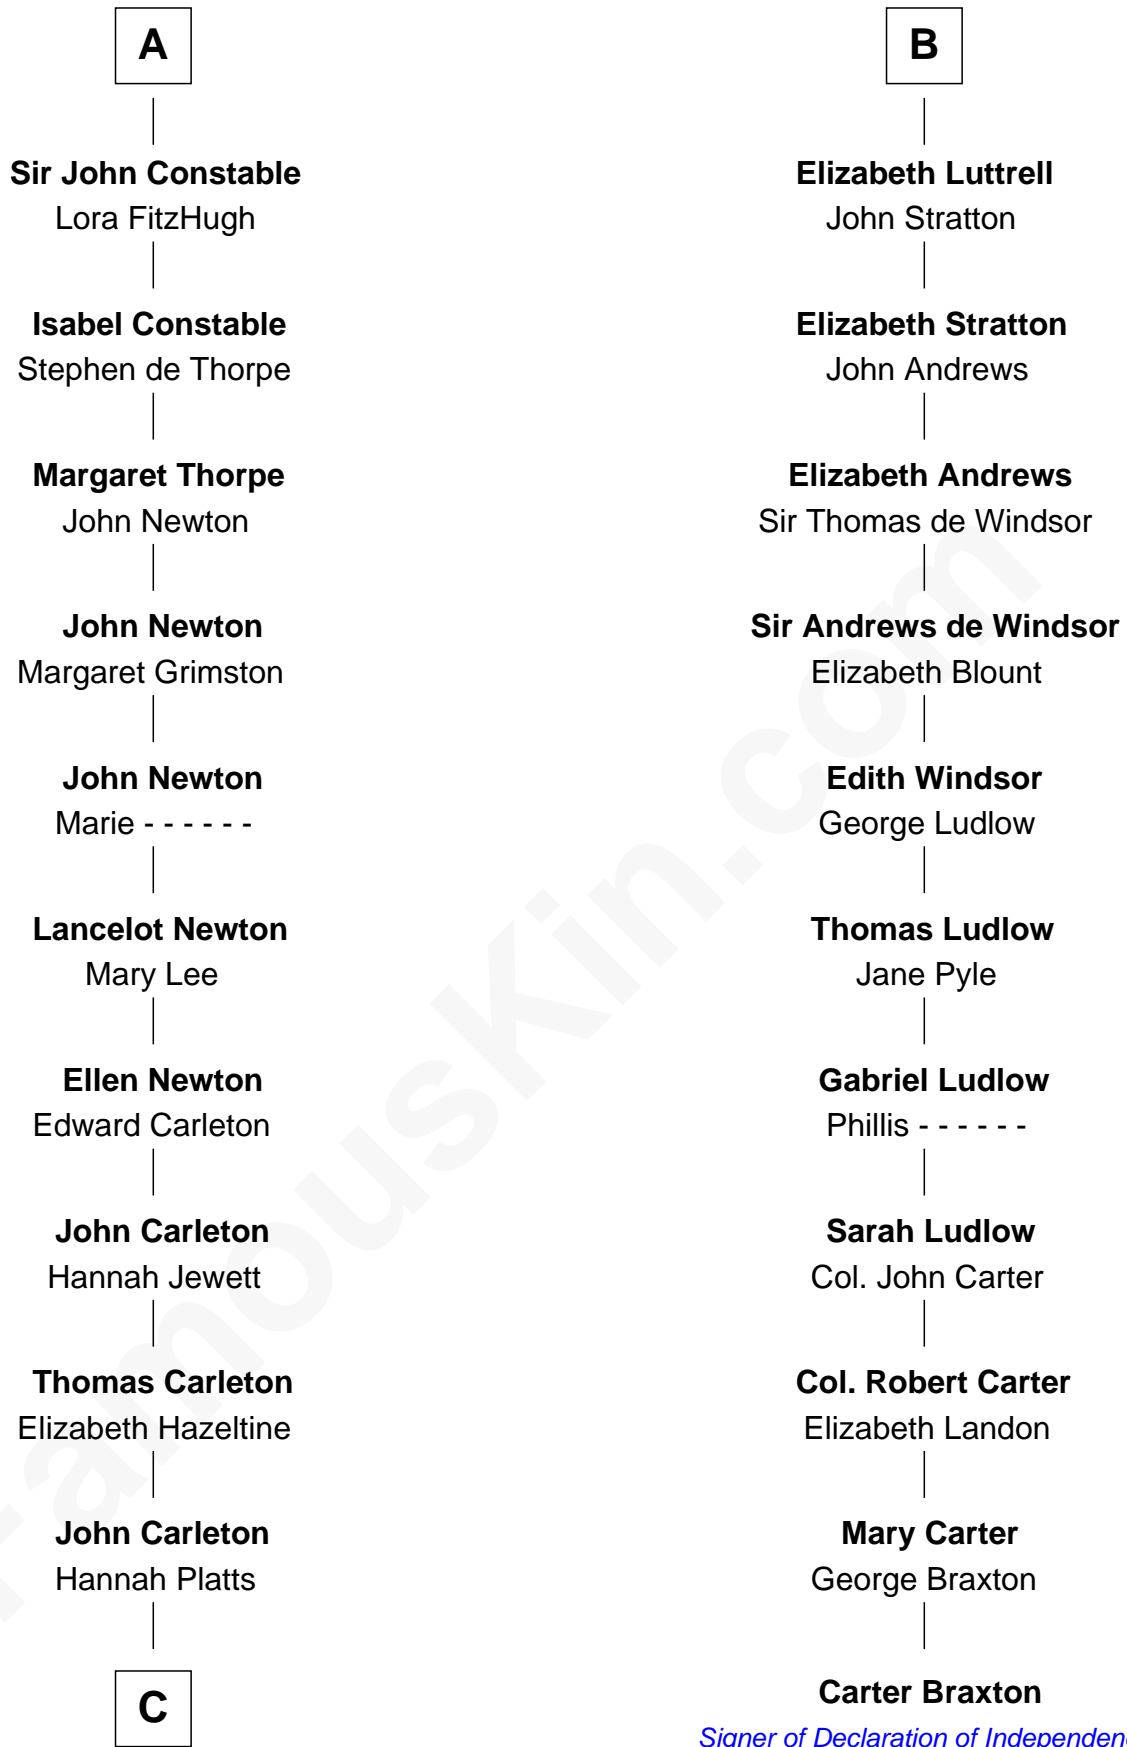 A
Sir John Constable
Lora FitzHugh
Isabel Constable
Stephen de Thorpe
Margaret Thorpe
John Newton
John Newton
Margaret Grimston
John Newton
Marie - - - - - -
Lancelot Newton
Mary Lee
Ellen Newton
Edward Carleton
John Carleton
Hannah Jewett
Thomas Carleton
Elizabeth Hazeltine
John Carleton
Hannah Platts
C
B
Elizabeth Luttrell
John Stratton
Elizabeth Stratton
John Andrews
Elizabeth Andrews
Sir Thomas de Windsor
Sir Andrews de Windsor
Elizabeth Blount
Edith Windsor
George Ludlow
Thomas Ludlow
Jane Pyle
Gabriel Ludlow
Phillis - - - - - -
Sarah Ludlow
Col. John Carter
Col. Robert Carter
Elizabeth Landon
Mary Carter
George Braxton
Carter Braxton
Signer of Declaration of Independenc
FamousKin.com